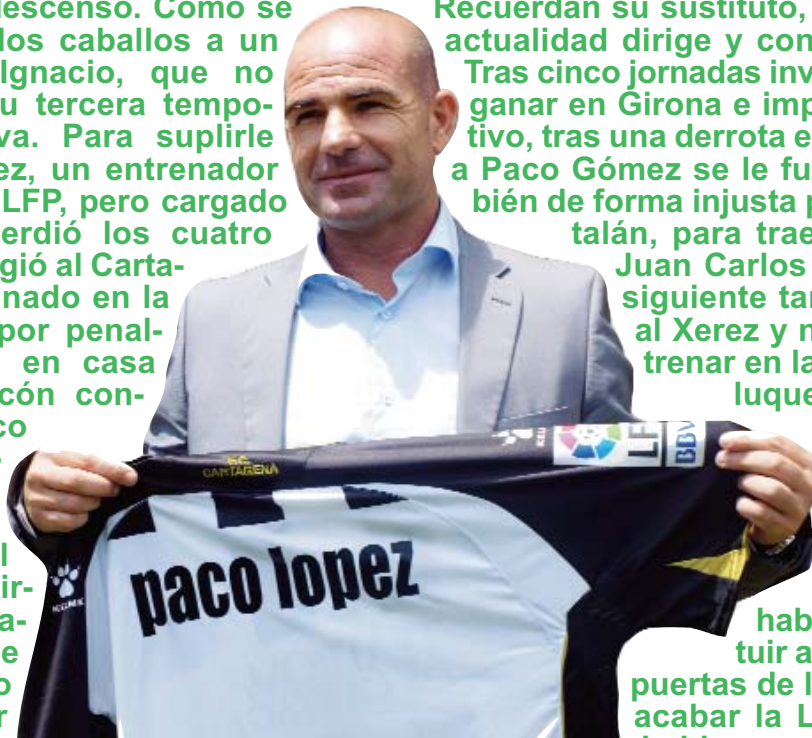 descenso. Como se
los caballos a un
Ignacio, que no
u tercera tempo-
va. Para suplirle
ez, un entrenador
LFP, pero cargado
erdió los cuatro
gió al Carta-
nado en la
por penal-
en casa
cón con-
co
l
ir-
a-
e
o
r
Recuerdan su sustituto,
actualidad dirige y con
Tras cinco jornadas inv
ganar en Girona e imp
tivo, tras una derrota e
a Paco Gómez se le fu
bién de forma injusta p
talán, para trae
Juan Carlos
siguiente tar
al Xerez y n
trenar en la
luque
hab
tuir a
puertas de l
acabar la L
F.C.
CARTAGENA
KELME
LFP
BBV
paco lopez
KELME